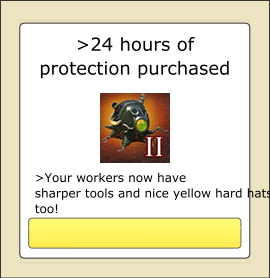 >24 hours of
protection purchased
II
>Your workers now have
sharper tools and nice yellow hard hats
too!